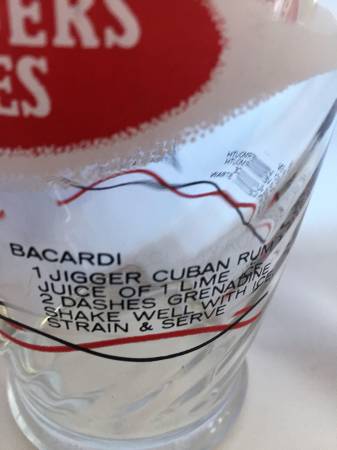 ERS
ES
BACARDI
1 JIGGER CUBAN RUM
JUICE OF 1 LIME
2 DASHES GRENADINE
SHAKE WELL WITH ICE
STRAIN & SERVE